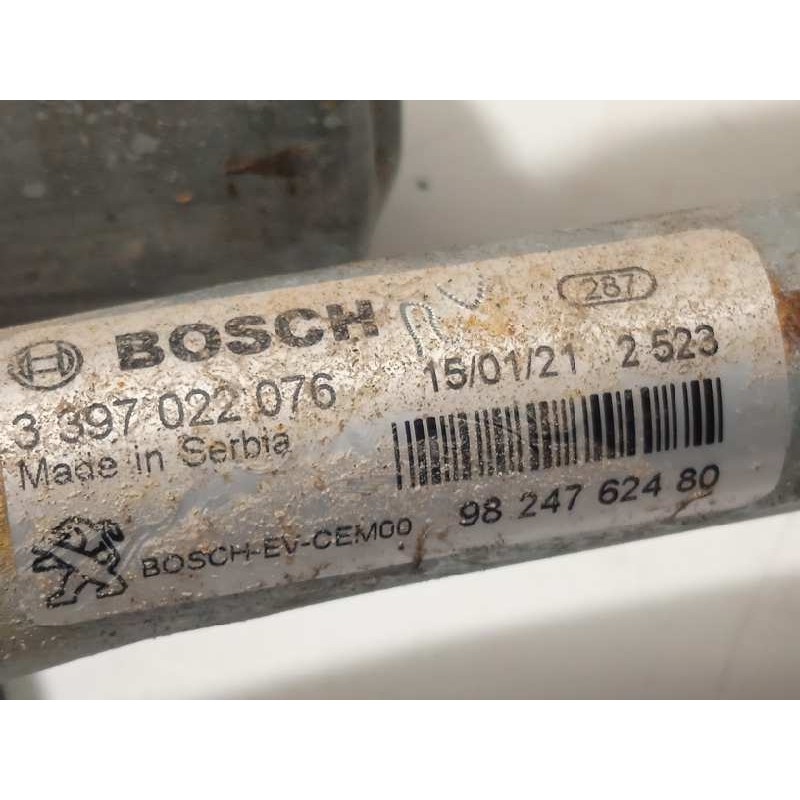 BOSCH
287
3 397 022 076
15/01/21 2 523
Made in Serbia
98 247 624 80
BOSCH-EV-CEM00